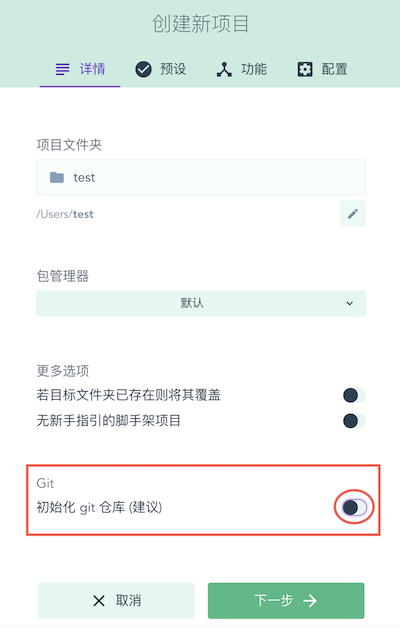 创建新项目
详情 预设 功能 配置
项目文件夹
test
/Users/test
包管理器
默认
更多选项
若目标文件夹已存在则将其覆盖
无新手指引的脚手架项目
Git
初始化 git 仓库 (建议)
取消 下一步